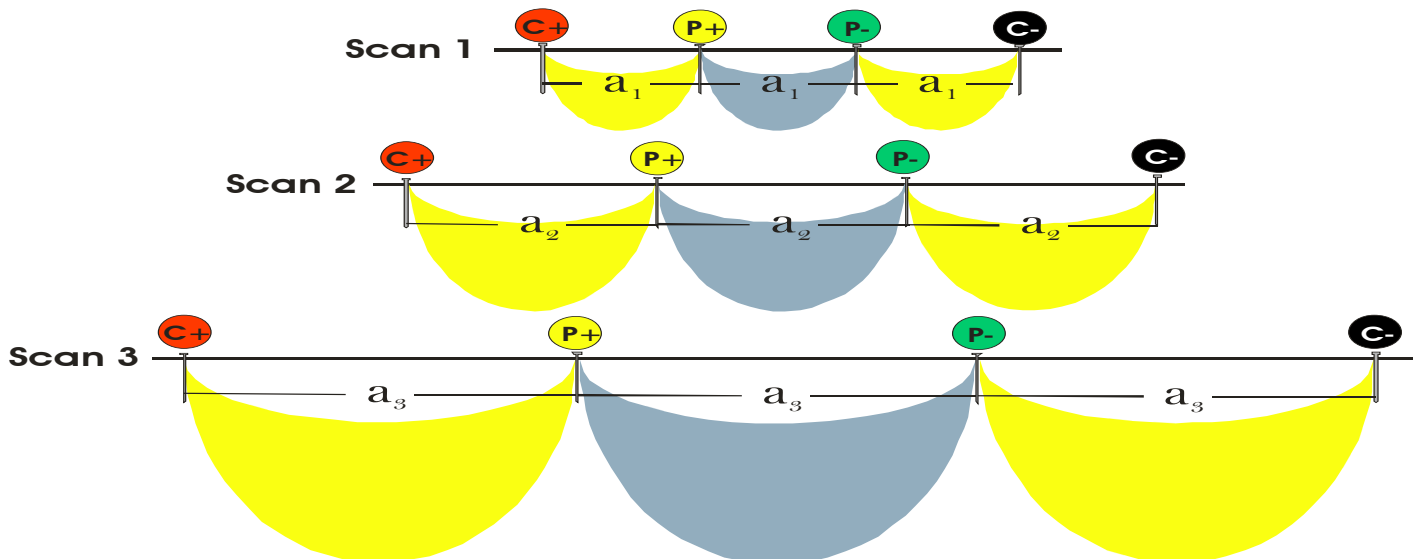 C+ P+ P- C-
Scan 1
a₁ a₁ a₁
C+ P+ P- C-
Scan 2
a₂ a₂ a₂
C+ P+ P- C-
Scan 3
a₃ a₃ a₃